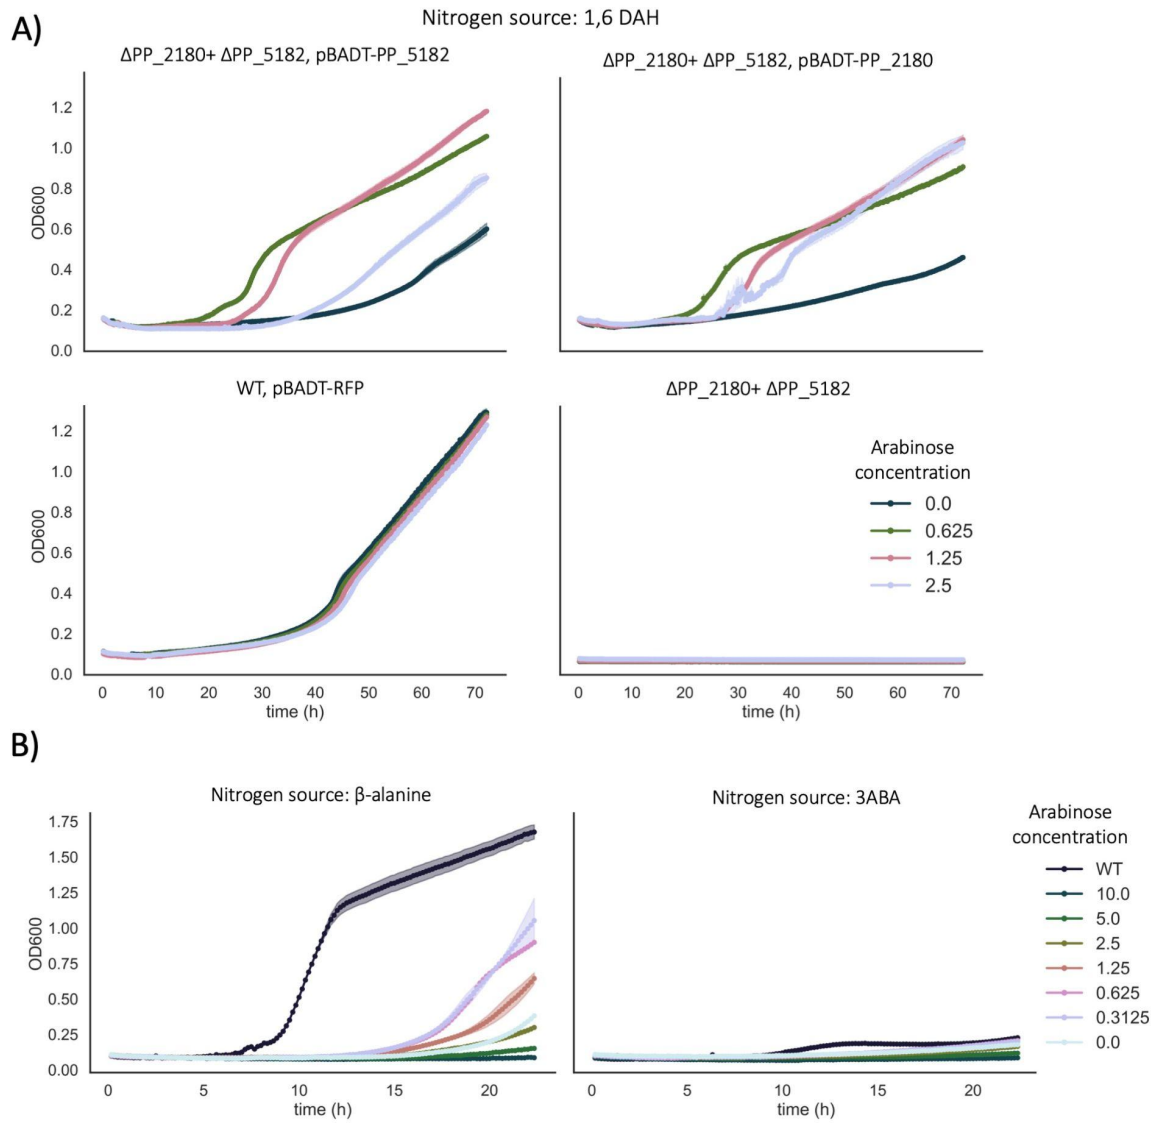 A)
Nitrogen source: 1,6 DAH
ΔPP_2180+ ΔPP_5182, pBADT-PP_5182
ΔPP_2180+ ΔPP_5182, pBADT-PP_2180
OD600
1.2
1.0
0.8
0.6
0.4
0.2
0.0
WT, pBADT-RFP
ΔPP_2180+ ΔPP_5182
OD600
1.2
1.0
0.8
0.6
0.4
0.2
0.0
0 10 20 30 40 50 60 70
time (h)
0 10 20 30 40 50 60 70
time (h)
Arabinose
concentration
0.0
0.625
1.25
2.5
B)
Nitrogen source: β-alanine
Nitrogen source: 3ABA
OD600
1.75
1.50
1.25
1.00
0.75
0.50
0.25
0.00
0 5 10 15 20
time (h)
0 5 10 15 20
time (h)
Arabinose
concentration
WT
10.0
5.0
2.5
1.25
0.625
0.3125
0.0